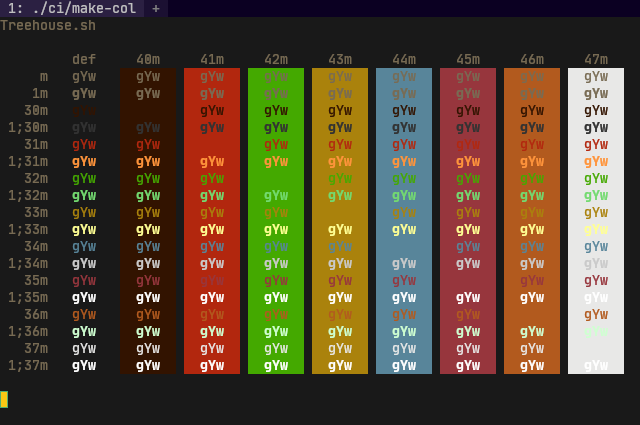 1: ./ci/make-col +
Treehouse.sh
def 40m 41m 42m 43m 44m 45m 46m 47m
m gYw gYw gYw gYw gYw gYw gYw gYw gYw
1m gYw gYw gYw gYw gYw gYw gYw gYw gYw
30m gYw gYw gYw gYw gYw gYw gYw gYw
1;30m gYw gYw gYw gYw gYw gYw gYw gYw gYw
31m gYw gYw gYw gYw gYw gYw gYw gYw
1;31m gYw gYw gYw gYw gYw gYw gYw gYw gYw
32m gYw gYw gYw gYw gYw gYw gYw gYw
1;32m gYw gYw gYw gYw gYw gYw gYw gYw gYw
33m gYw gYw gYw gYw gYw gYw gYw gYw
1;33m gYw gYw gYw gYw gYw gYw gYw gYw gYw
34m gYw gYw gYw gYw gYw gYw gYw gYw
1;34m gYw gYw gYw gYw gYw gYw gYw gYw gYw
35m gYw gYw gYw gYw gYw gYw gYw gYw
1;35m gYw gYw gYw gYw gYw gYw gYw gYw gYw
36m gYw gYw gYw gYw gYw gYw gYw gYw
1;36m gYw gYw gYw gYw gYw gYw gYw gYw gYw
37m gYw gYw gYw gYw gYw gYw gYw gYw
1;37m gYw gYw gYw gYw gYw gYw gYw gYw gYw